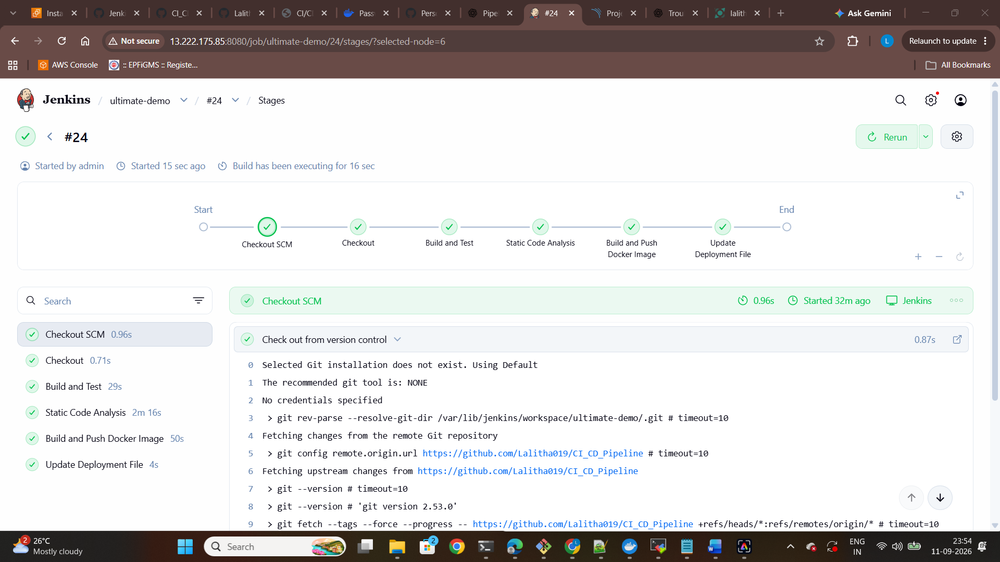 Insta
Jenki
CI_CI
Lalith
CI/CI
Pass
Pers
Pipe
#24
Proje
Trou
lalith
Ask Gemini
Not secure
13.222.175.85:8080/job/ultimate-demo/24/stages/?selected-node=6
L
Relaunch to update
AWS Console
:: EPFiGMS :: Registe...
All Bookmarks
Jenkins / ultimate-demo / #24 / Stages
#24
Rerun
Started by admin
Started 15 sec ago
Build has been executing for 16 sec
Start
End
Checkout SCM
Checkout
Build and Test
Static Code Analysis
Build and Push
Docker Image
Update
Deployment File
Search
Checkout SCM 0.96s
Checkout 0.71s
Build and Test 29s
Static Code Analysis 2m 16s
Build and Push Docker Image 50s
Update Deployment File 4s
Checkout SCM
0.96s
Started 32m ago
Jenkins
Check out from version control
0.87s
0 Selected Git installation does not exist. Using Default
1 The recommended git tool is: NONE
2 No credentials specified
3 > git rev-parse --resolve-git-dir /var/lib/jenkins/workspace/ultimate-demo/.git # timeout=10
4 Fetching changes from the remote Git repository
5 > git config remote.origin.url https://github.com/Lalitha019/CI_CD_Pipeline # timeout=10
6 Fetching upstream changes from https://github.com/Lalitha019/CI_CD_Pipeline
7 > git --version # timeout=10
8 > git --version # 'git version 2.53.0'
9 > git fetch --tags --force --progress -- https://github.com/Lalitha019/CI_CD_Pipeline +refs/heads/*:refs/remotes/origin/* # timeout=10
2
26°C
Mostly cloudy
Search
2
ENG
IN
23:54
11-09-2026